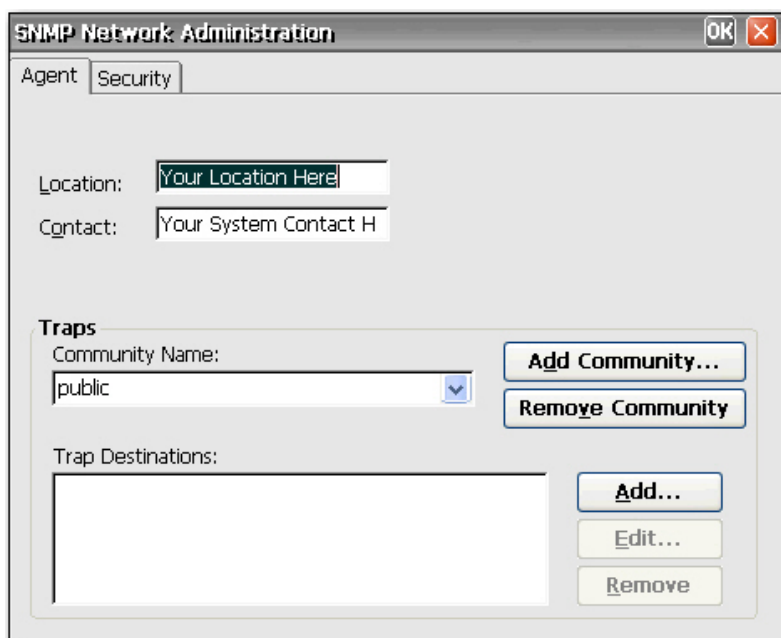 SNMP Network Administration OK
Agent Security
Location: Your Location Here
Contact: Your System Contact H
Traps
Community Name:
public
Add Community...
Remove Community
Trap Destinations:
Add...
Edit...
Remove